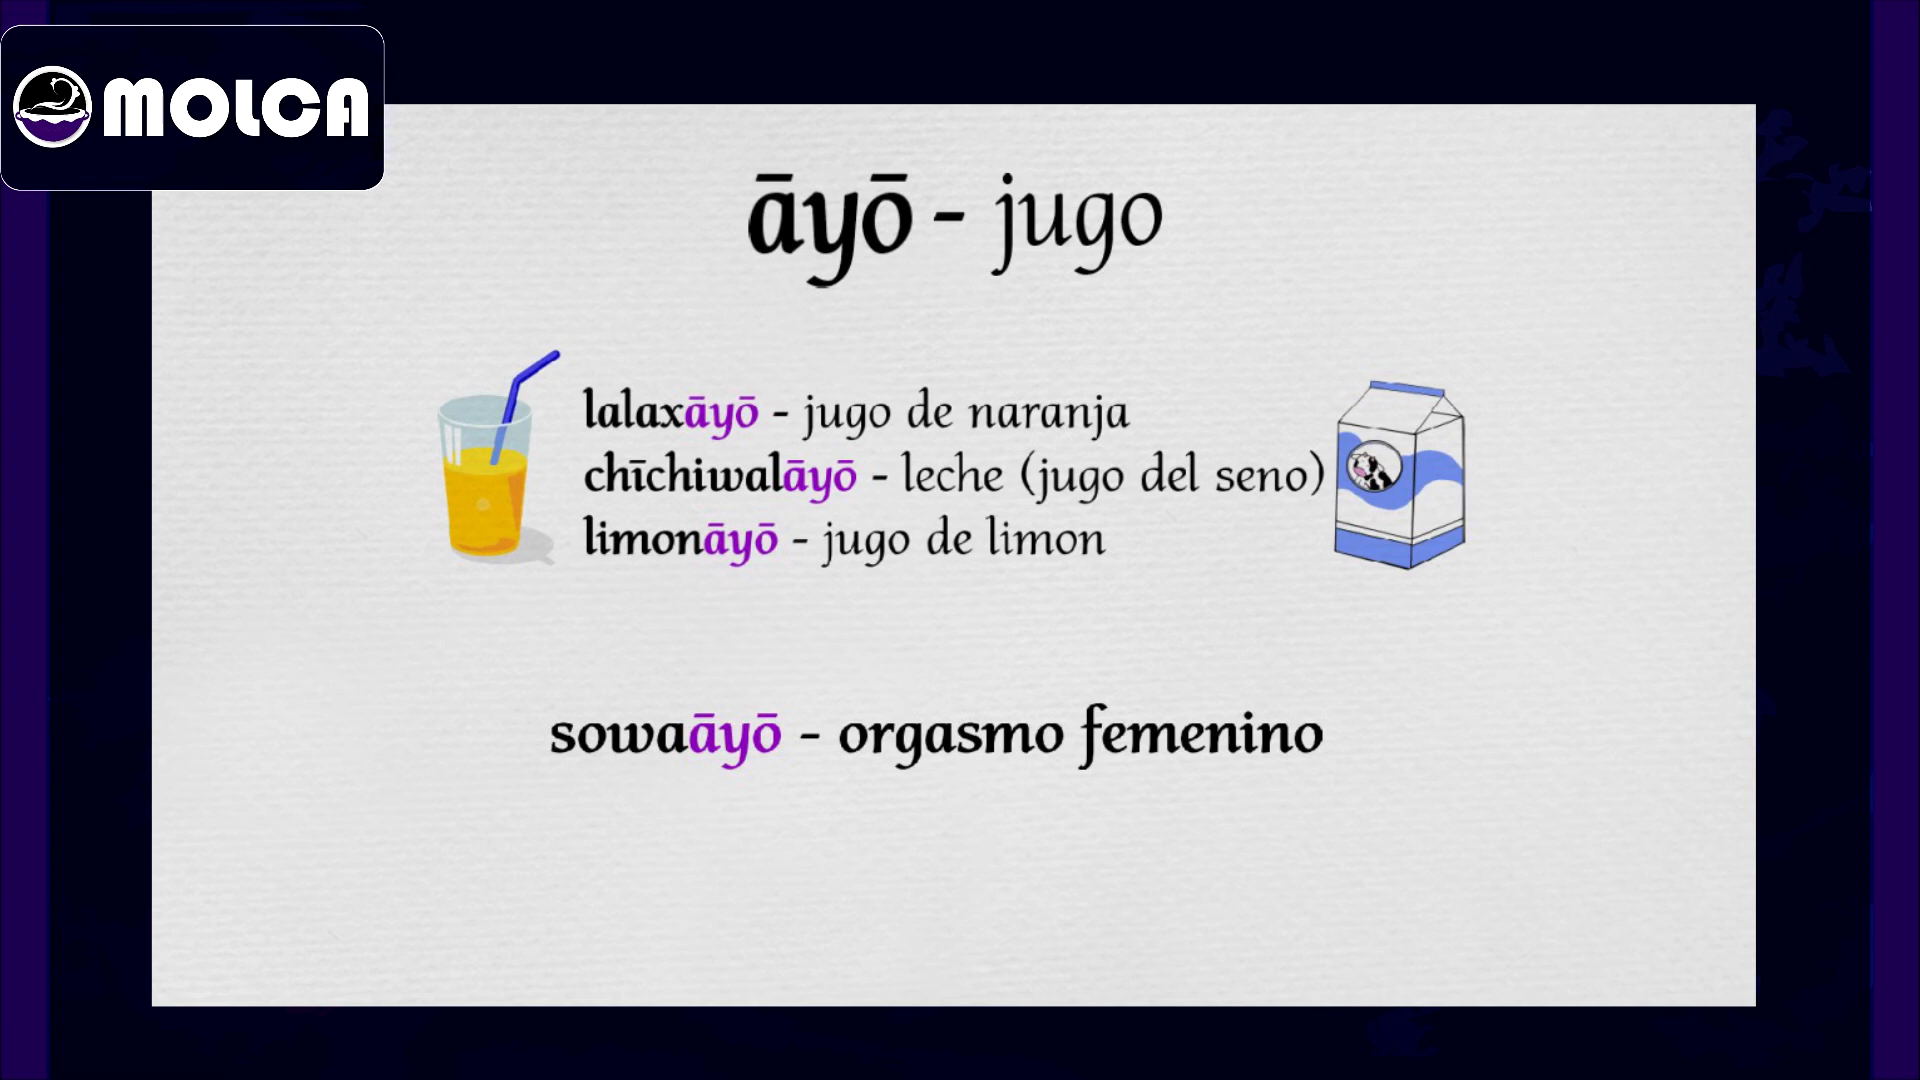 MOLCA
āyō - jugo
lalaxāyō - jugo de naranja
chīchiwalāyō - leche (jugo del seno)
limonāyō - jugo de limon
sowaāyō - orgasmo femenino